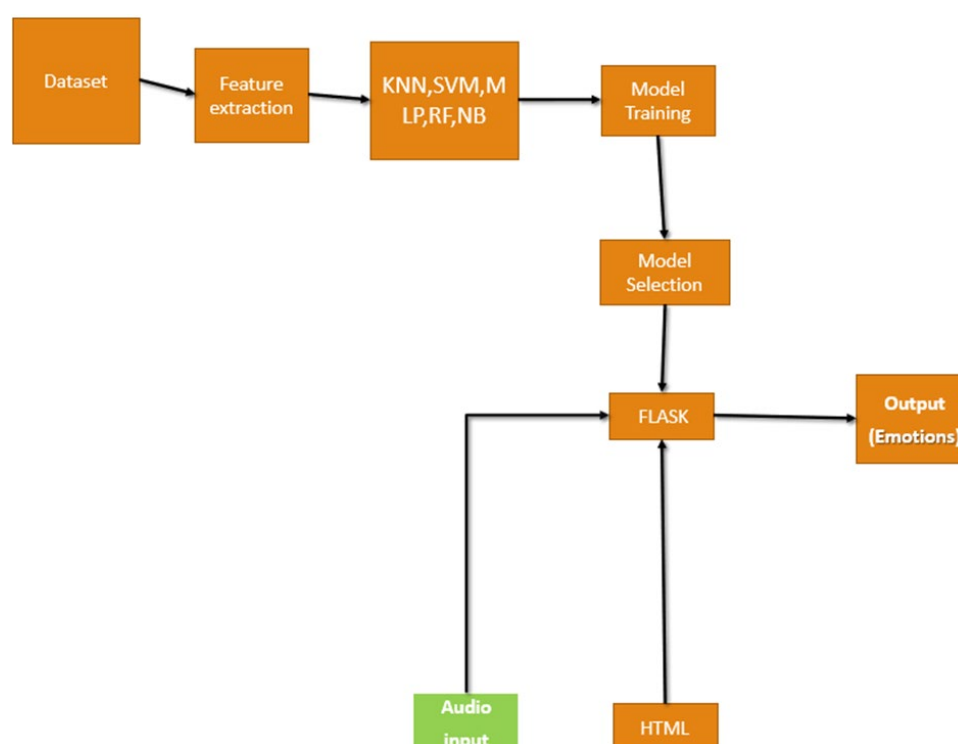 Dataset
Feature
extraction
KNN,SVM,M
LP,RF,NB
Model
Training
Model
Selection
FLASK
Output
(Emotions)
Audio
input
HTML